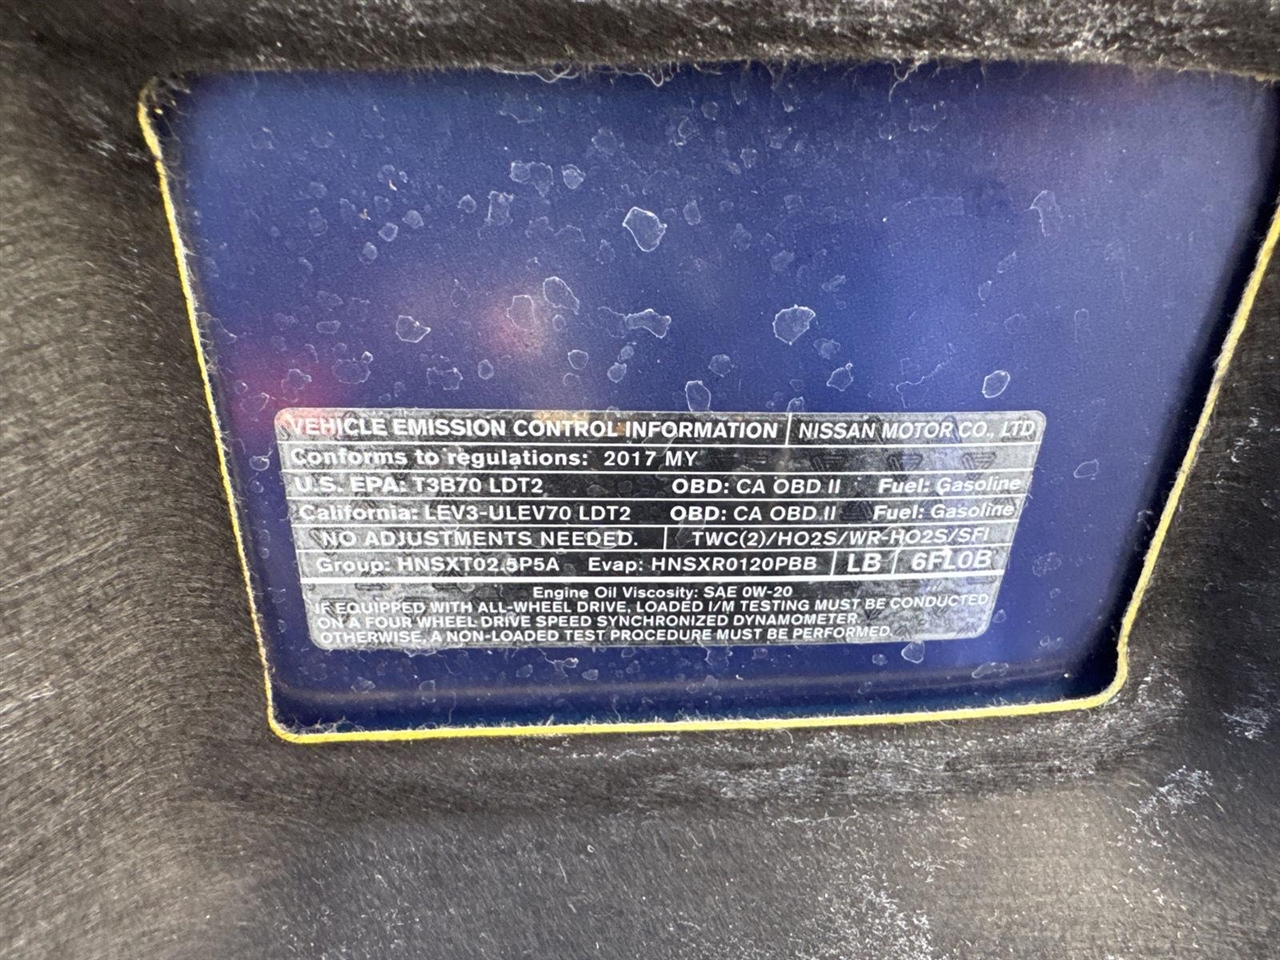 VEHICLE EMISSION CONTROL INFORMATION NISSAN MOTOR CO., LTD
Conforms to regulations: 2017 MY
U.S. EPA: T3B70 LDT2 OBD: CA OBD II Fuel: Gasoline
California: LEV3-ULEV70 LDT2 OBD: CA OBD II Fuel: Gasoline
NO ADJUSTMENTS NEEDED. TWC(2)/HO2S/WR-HO2S/SFI
Group: HNSXT02.5P5A Evap: HNSXR0120PBB LB 6FL0B
Engine Oil Viscosity: SAE 0W-20
IF EQUIPPED WITH ALL-WHEEL DRIVE, LOADED I/M TESTING MUST BE CONDUCTED
ON A FOUR WHEEL DRIVE SPEED SYNCHRONIZED DYNAMOMETER.
OTHERWISE, A NON-LOADED TEST PROCEDURE MUST BE PERFORMED.